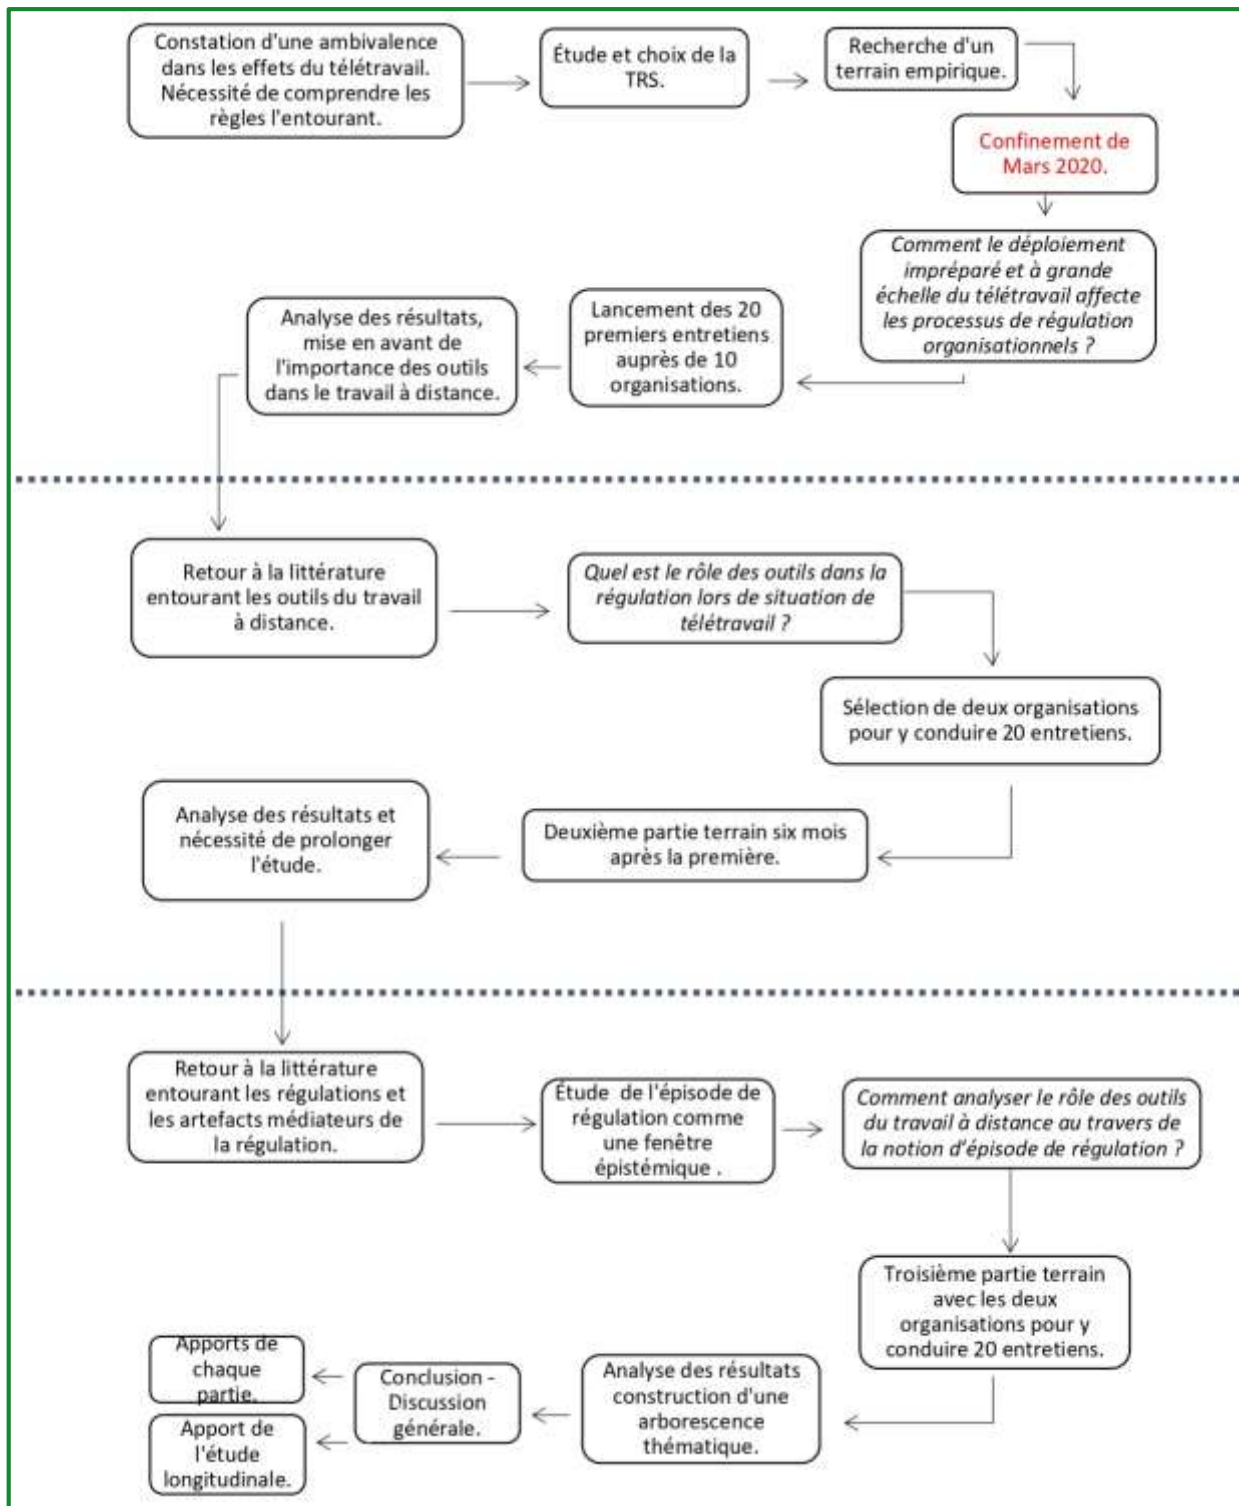 Constation d'une ambivalence
dans les effets du télétravail.
Nécessité de comprendre les
règles l'entourant.
Étude et choix de la
TRS.
Recherche d'un
terrain empirique.
Confinement de
Mars 2020.
Comment le déploiement
impréparé et à grande
échelle du télétravail affecte
les processus de régulation
organisationnels ?
Lancement des 20
premiers entretiens
auprès de 10
organisations.
Analyse des résultats,
mise en avant de
l'importance des outils
dans le travail à distance.
Retour à la littérature
entourant les outils du travail
à distance.
Quel est le rôle des outils dans la
régulation lors de situation de
télétravail ?
Sélection de deux organisations
pour y conduire 20 entretiens.
Deuxième partie terrain six mois
après la première.
Analyse des résultats et
nécessité de prolonger
l'étude.
Retour à la littérature
entourant les régulations et
les artefacts médiateurs de
la régulation.
Étude  de l'épisode de
régulation comme
une fenêtre
épistémique .
Comment analyser le rôle des outils
du travail à distance au travers de
la notion d'épisode de régulation ?
Troisième partie terrain
avec les deux
organisations pour y
conduire 20 entretiens.
Analyse des résultats
construction d'une
arborescence
thématique.
Conclusion -
Discussion
générale.
Apports de
chaque
partie.
Apport de
l'étude
longitudinale.